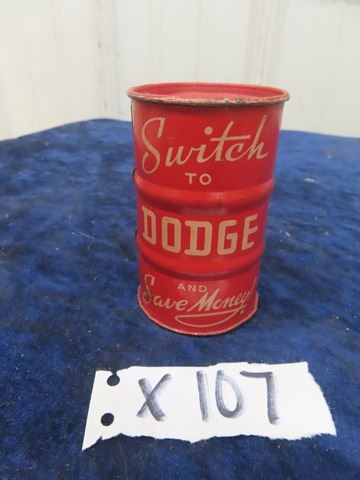 Switch
TO
DODGE
AND
Save Money!
X 107